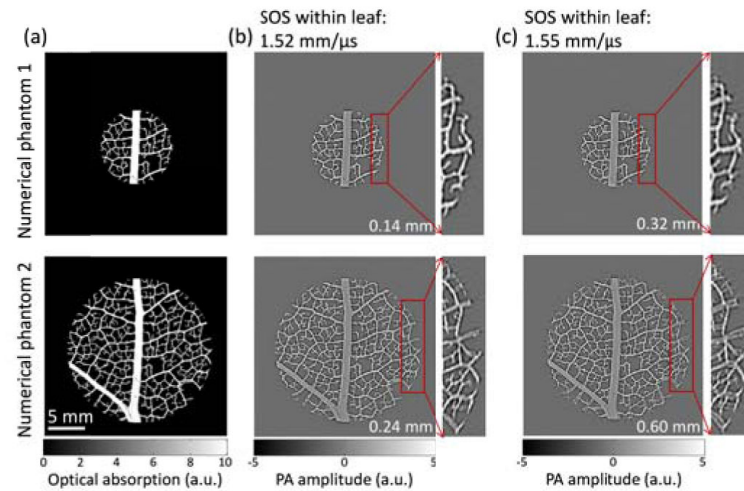 (a)
(b)
SOS within leaf:
1.52 mm/µs
(c)
SOS within leaf:
1.55 mm/µs
Numerical phantom 1
0.14 mm
0.32 mm
Numerical phantom 2
5 mm
0.24 mm
0.60 mm
0 2 4 6 8 10
Optical absorption (a.u.)
-5 0 5
PA amplitude (a.u.)
-5 0 5
PA amplitude (a.u.)